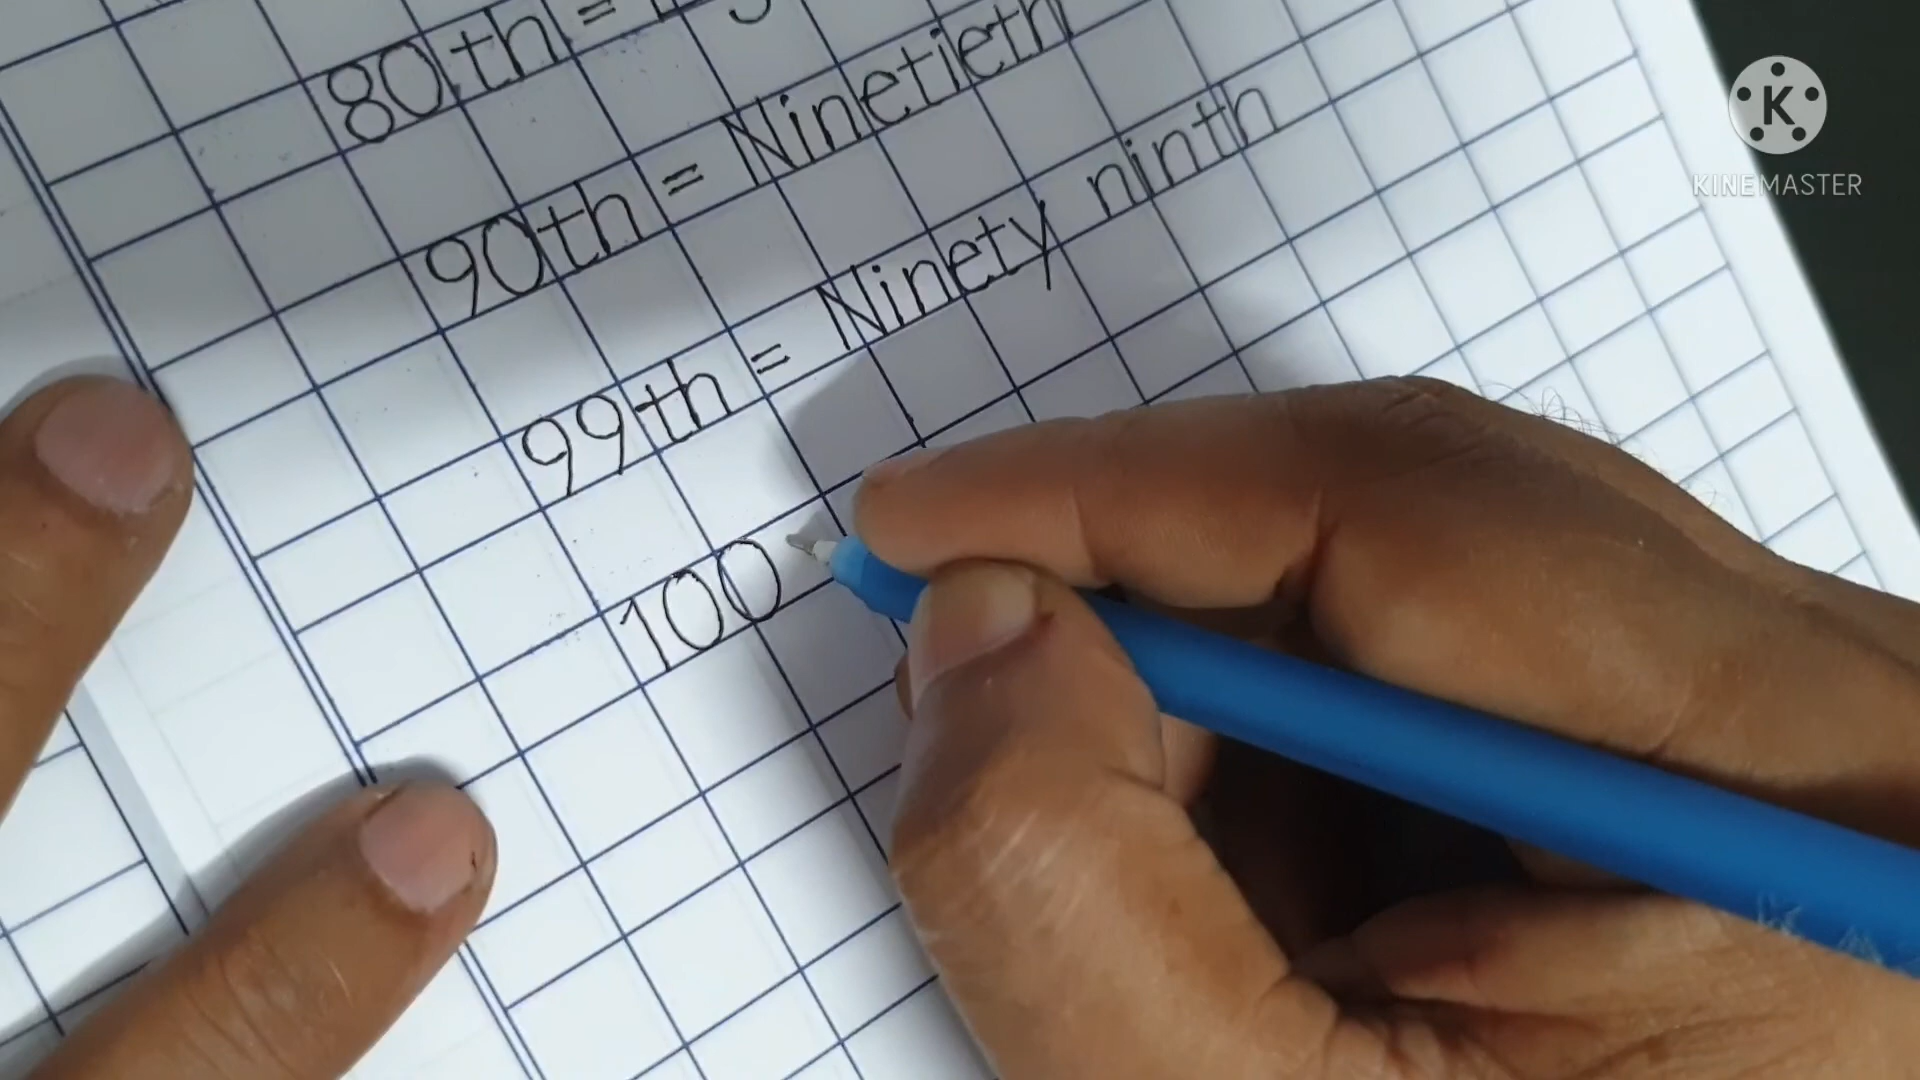 80th =
90th = Ninetieth
99th = Ninety ninth
100
K
KINEMASTER